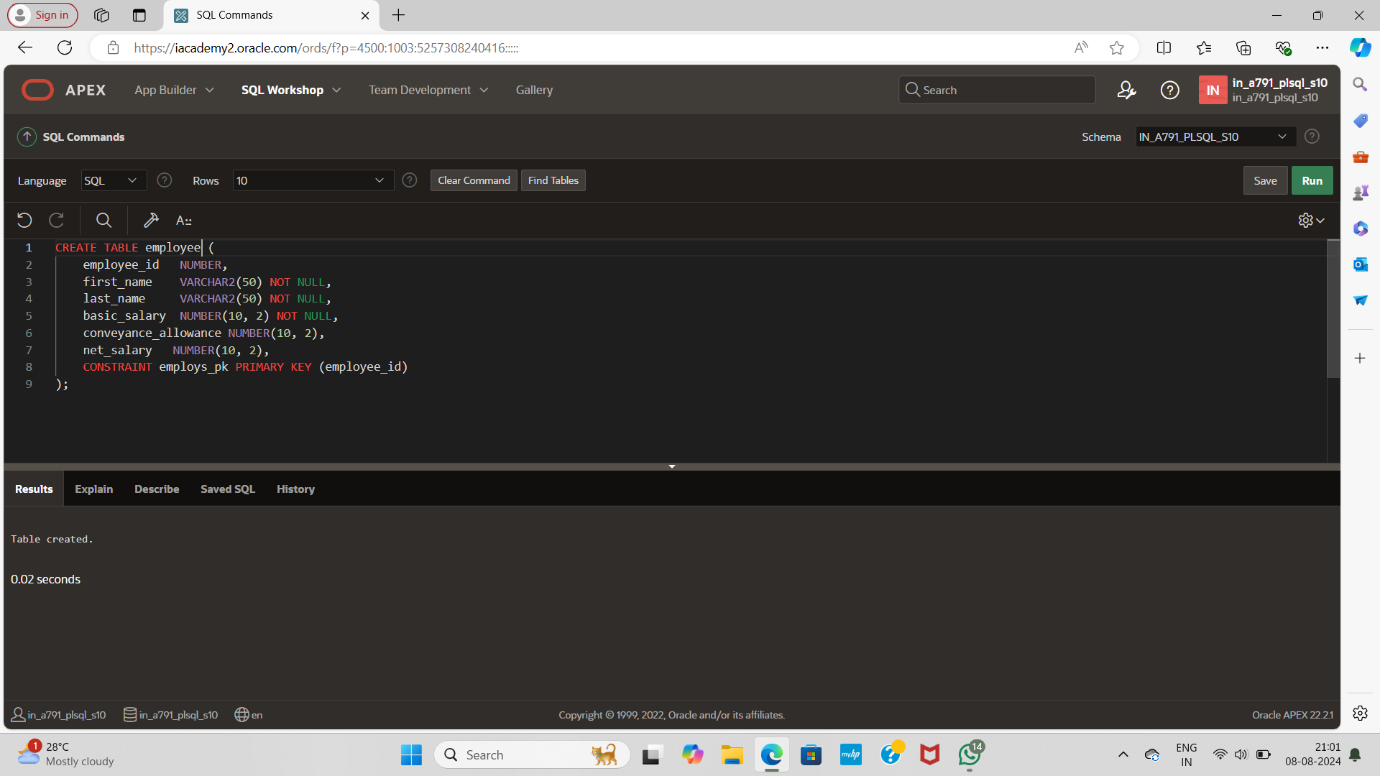 Sign in
SQL Commands
https://iacademy2.oracle.com/ords/f?p=4500:1003:5257308240416:::::
APEX App Builder SQL Workshop Team Development Gallery Search IN in_a791_plsql_s10
in_a791_plsql_s10
SQL Commands Schema IN_A791_PLSQL_S10
Language SQL Rows 10 Clear Command Find Tables Save Run
A::
1 CREATE TABLE employee (
2 employee_id NUMBER,
3 first_name VARCHAR2(50) NOT NULL,
4 last_name VARCHAR2(50) NOT NULL,
5 basic_salary NUMBER(10, 2) NOT NULL,
6 conveyance_allowance NUMBER(10, 2),
7 net_salary NUMBER(10, 2),
8 CONSTRAINT employs_pk PRIMARY KEY (employee_id)
9 );
Results Explain Describe Saved SQL History
Table created.
0.02 seconds
in_a791_plsql_s10 in_a791_plsql_s10 en Copyright © 1999, 2022, Oracle and/or its affiliates. Oracle APEX 22.2.1
1 28°C
Mostly cloudy
Search
myhp
14
ENG
IN
21:01
08-08-2024